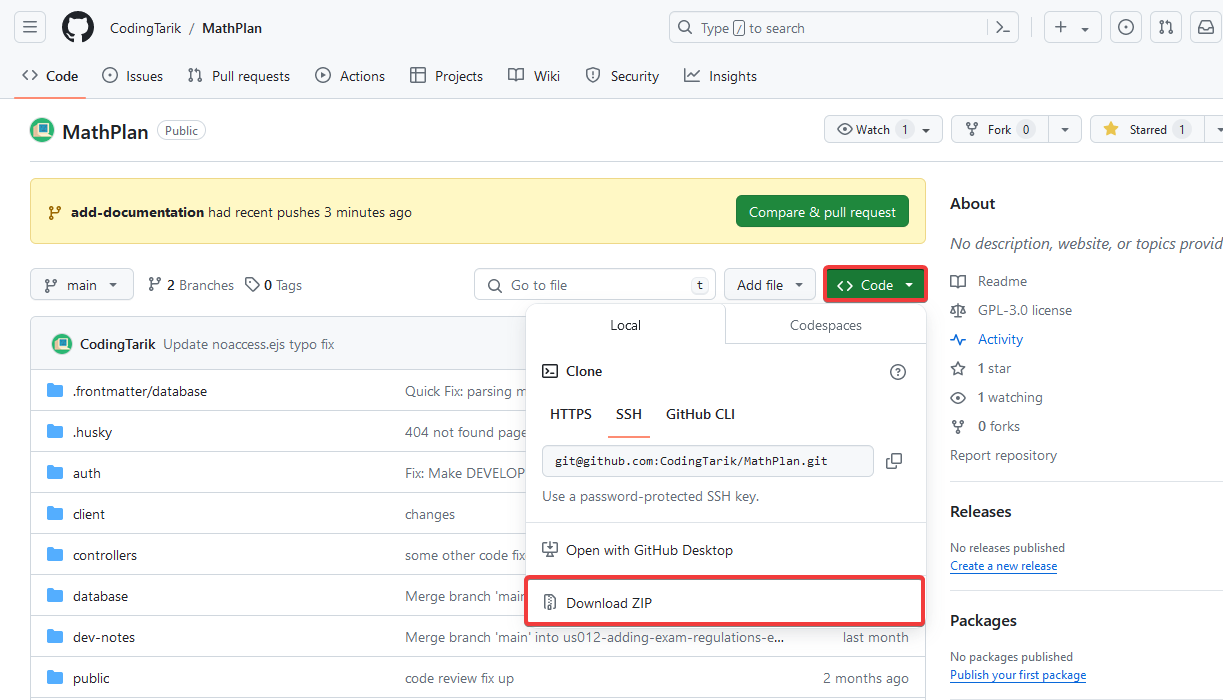 CodingTarik / MathPlan
Type / to search
Code Issues Pull requests Actions Projects Wiki Security Insights
MathPlan Public
Watch 1 Fork 0 Starred 1
add-documentation had recent pushes 3 minutes ago
Compare & pull request
main 2 Branches 0 Tags
Go to file t
Add file
Code
CodingTarik Update noaccess.ejs typo fix
.frontmatter/database Quick Fix: parsing m
.husky 404 not found page
auth Fix: Make DEVELOP
client changes
controllers some other code fix
database Merge branch 'main
dev-notes Merge branch 'main' into us012-adding-exam-regulations-e... last month
public code review fix up 2 months ago
Local Codespaces
Clone
HTTPS SSH GitHub CLI
git@github.com:CodingTarik/MathPlan.git
Use a password-protected SSH key.
Open with GitHub Desktop
Download ZIP
About
No description, website, or topics provid
Readme
GPL-3.0 license
Activity
1 star
1 watching
0 forks
Report repository
Releases
No releases published
Create a new release
Packages
No packages published
Publish your first package